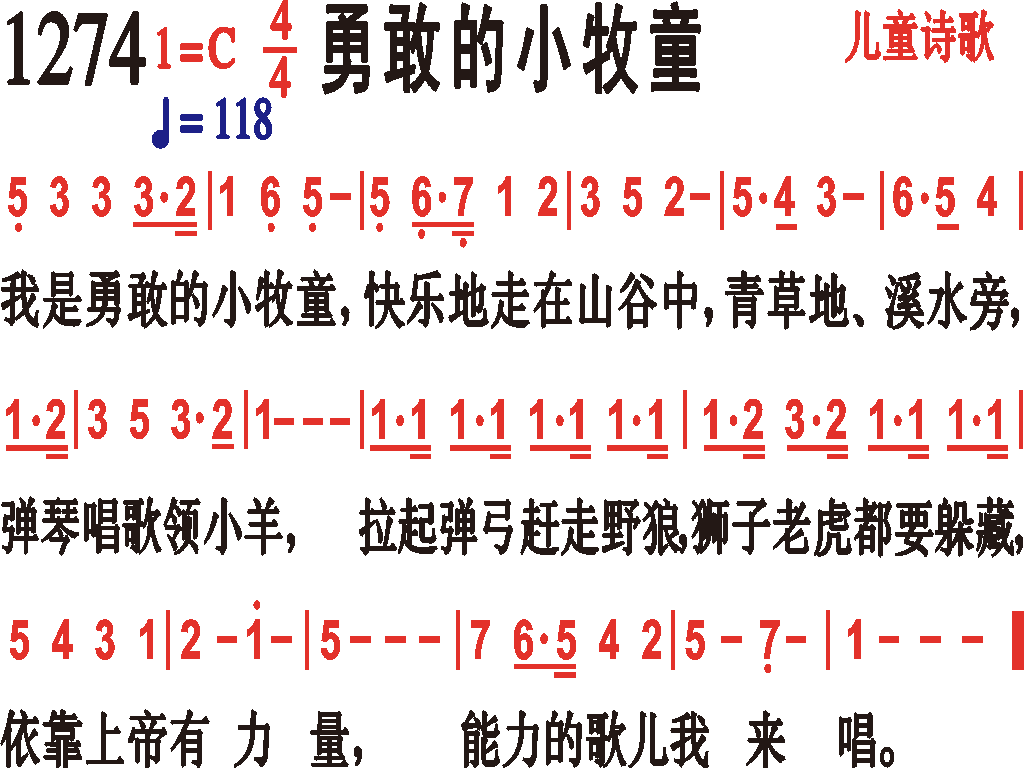 1274 1=C 4/4 勇敢的小牧童 儿童诗歌
♩=118
5̣ 3 3 3·2|1 6̣ 5̣-|5̣ 6̣·7̣ 1 2|3 5 2-|5·4 3-|6·5 4|
我是勇敢的小牧童,快乐地走在山谷中,青草地、溪水旁,
1·2|3 5 3·2|1---|1·1 1·1 1·1 1·1|1·2 3·2 1·1 1·1|
弹琴唱歌领小羊, 拉起弹弓赶走野狼,狮子老虎都要躲藏,
5 4 3 1|2 -1̇-|5---|7 6·5 4 2|5 - 7̣-|1---
依靠上帝有 力 量, 能力的歌儿我 来 唱。